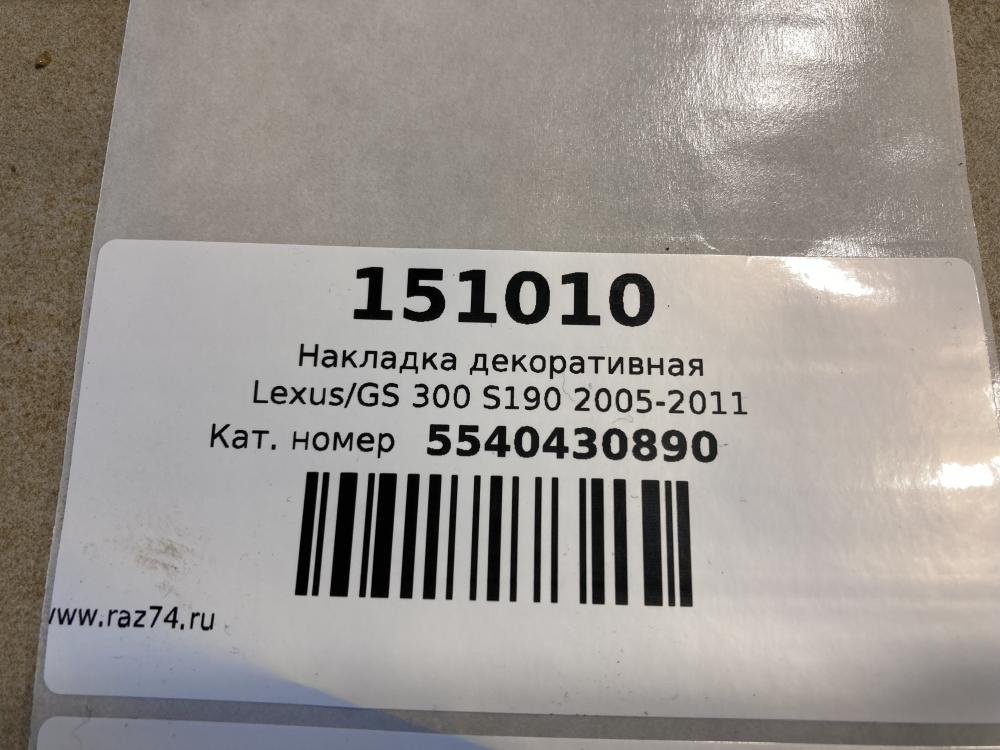 151010
Накладка декоративная
Lexus/GS 300 S190 2005-2011
Кат. номер 5540430890
www.raz74.ru